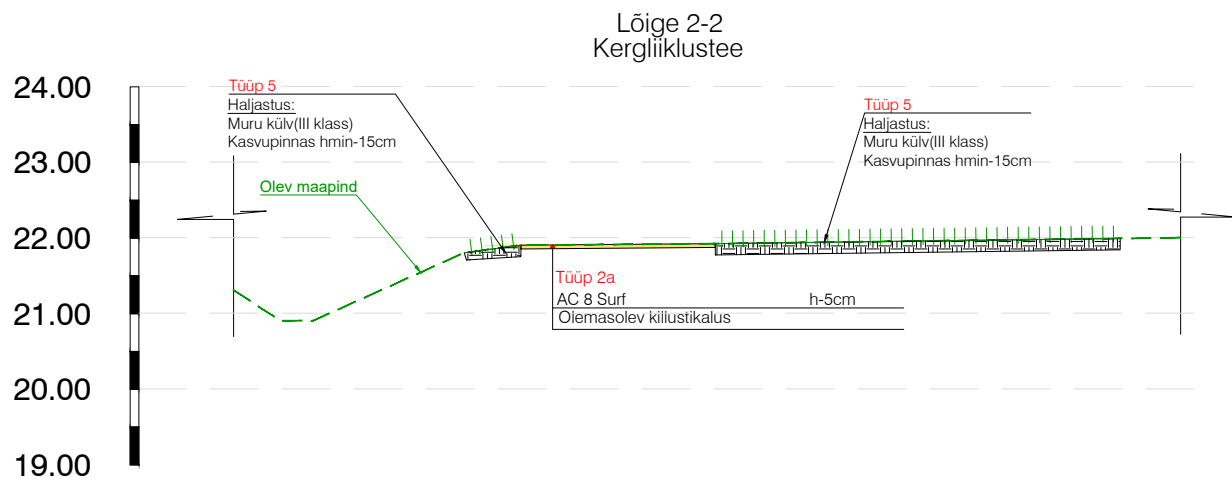 Lõige 2-2
Kergliiklustee
24.00
23.00
22.00
21.00
20.00
19.00
Tüüp 5
Haljastus:
Muru külv(III klass)
Kasvupinnas hmin-15cm
Olev maapind
Tüüp 5
Haljastus:
Muru külv(III klass)
Kasvupinnas hmin-15cm
Tüüp 2a
AC 8 Surf h-5cm
Olemasolev killustikalus